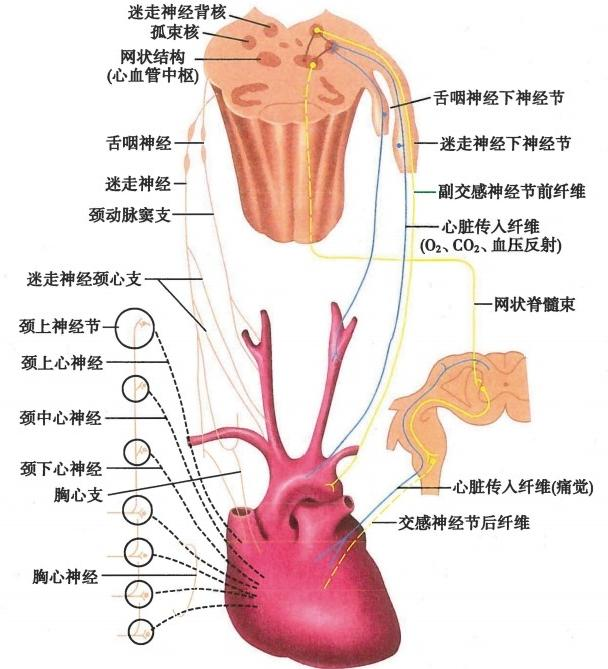 迷走神经背核
孤束核
网状结构
(心血管中枢)
舌咽神经
迷走神经
颈动脉窦支
迷走神经颈心支
颈上神经节
颈上心神经
颈中心神经
颈下心神经
胸心支
胸心神经
舌咽神经下神经节
迷走神经下神经节
副交感神经节前纤维
心脏传入纤维
(O₂、CO₂、血压反射)
网状脊髓束
心脏传入纤维(痛觉)
交感神经节后纤维